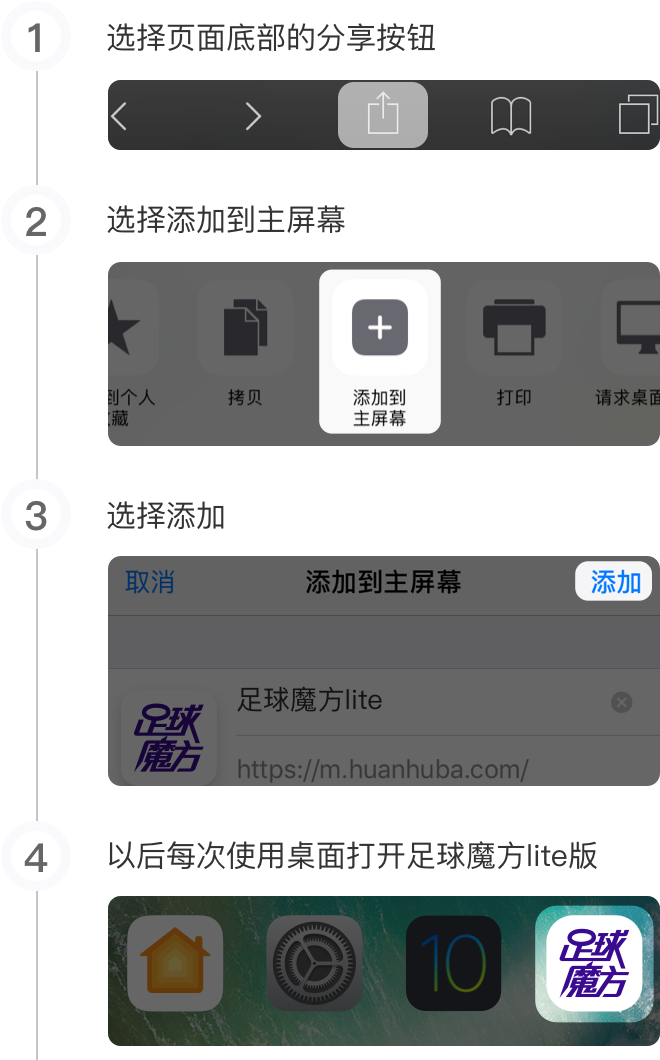 1
选择页面底部的分享按钮
2
选择添加到主屏幕
到个人
藏
拷贝
添加到
主屏幕
打印
请求桌面
3
选择添加
取消
添加到主屏幕
添加
足球魔方lite
足球
魔方
https://m.huanhuba.com/
4
以后每次使用桌面打开足球魔方lite版
10
足球
魔方